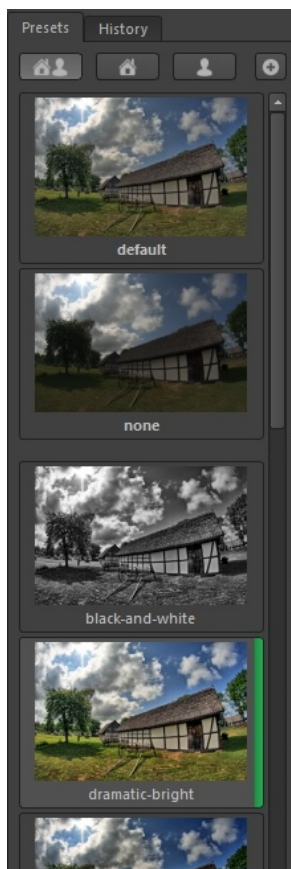 Presets History
default
none
black-and-white
dramatic-bright